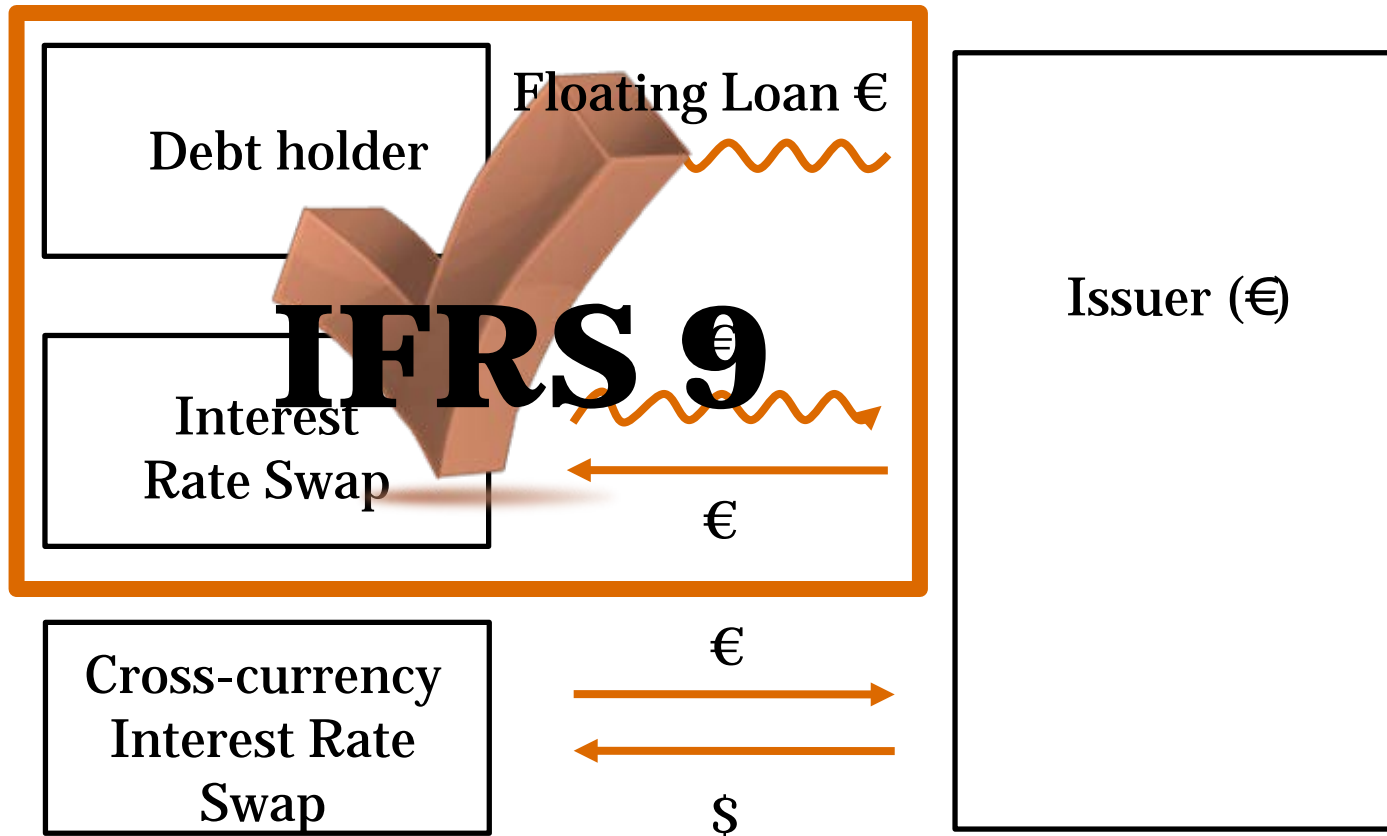 Floating Loan €
Debt holder
Issuer (€)
€
IFRS 9
Interest
Rate Swap
€
€
Cross-currency
Interest Rate
Swap
$